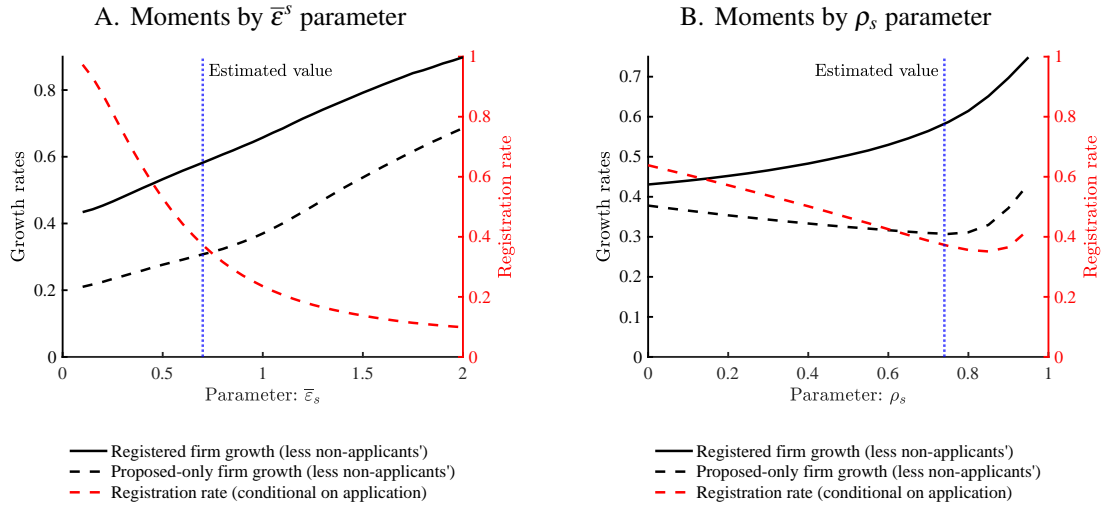 A. Moments by ε̅ˢ parameter
Estimated value
Growth rates
0
0.2
0.4
0.6
0.8
0
0.2
0.4
0.6
0.8
1
Registration rate
0
0.5
1
1.5
2
Parameter: ε̅ₛ
Registered firm growth (less non-applicants')
Proposed-only firm growth (less non-applicants')
Registration rate (conditional on application)
B. Moments by ρₛ parameter
Estimated value
Growth rates
0
0.1
0.2
0.3
0.4
0.5
0.6
0.7
0
0.2
0.4
0.6
0.8
1
Registration rate
0
0.2
0.4
0.6
0.8
1
Parameter: ρₛ
Registered firm growth (less non-applicants')
Proposed-only firm growth (less non-applicants')
Registration rate (conditional on application)